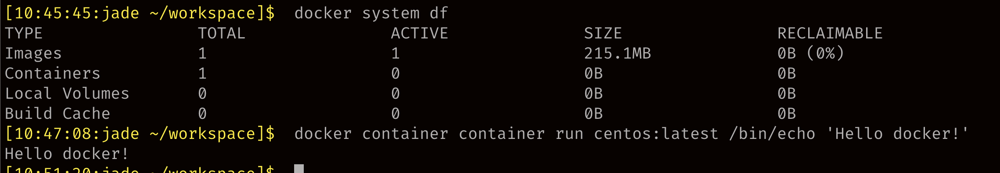 [10:45:45:jade ~/workspace]$  docker system df
TYPE                TOTAL               ACTIVE              SIZE                RECLAIMABLE
Images              1                   1                   215.1MB             0B (0%)
Containers          1                   0                   0B                  0B
Local Volumes       0                   0                   0B                  0B
Build Cache         0                   0                   0B                  0B
[10:47:08:jade ~/workspace]$  docker container container run centos:latest /bin/echo 'Hello docker!'
Hello docker!
[10:51:20:jade ~/workspace]$